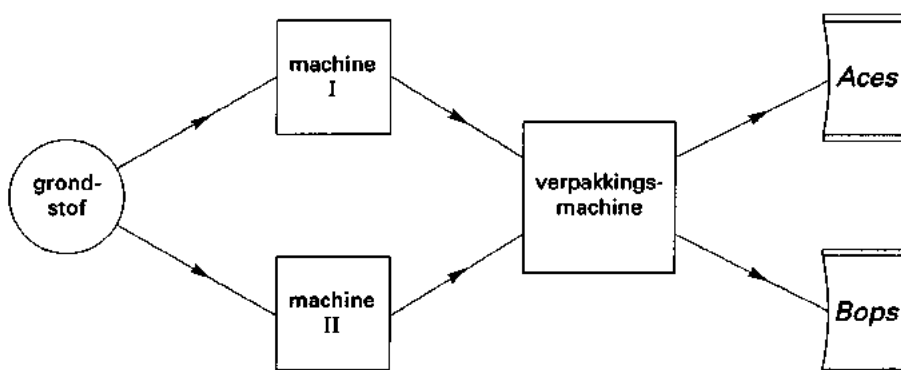 grond-
stof
machine
I
machine
II
verpakkings-
machine
Aces
Bops